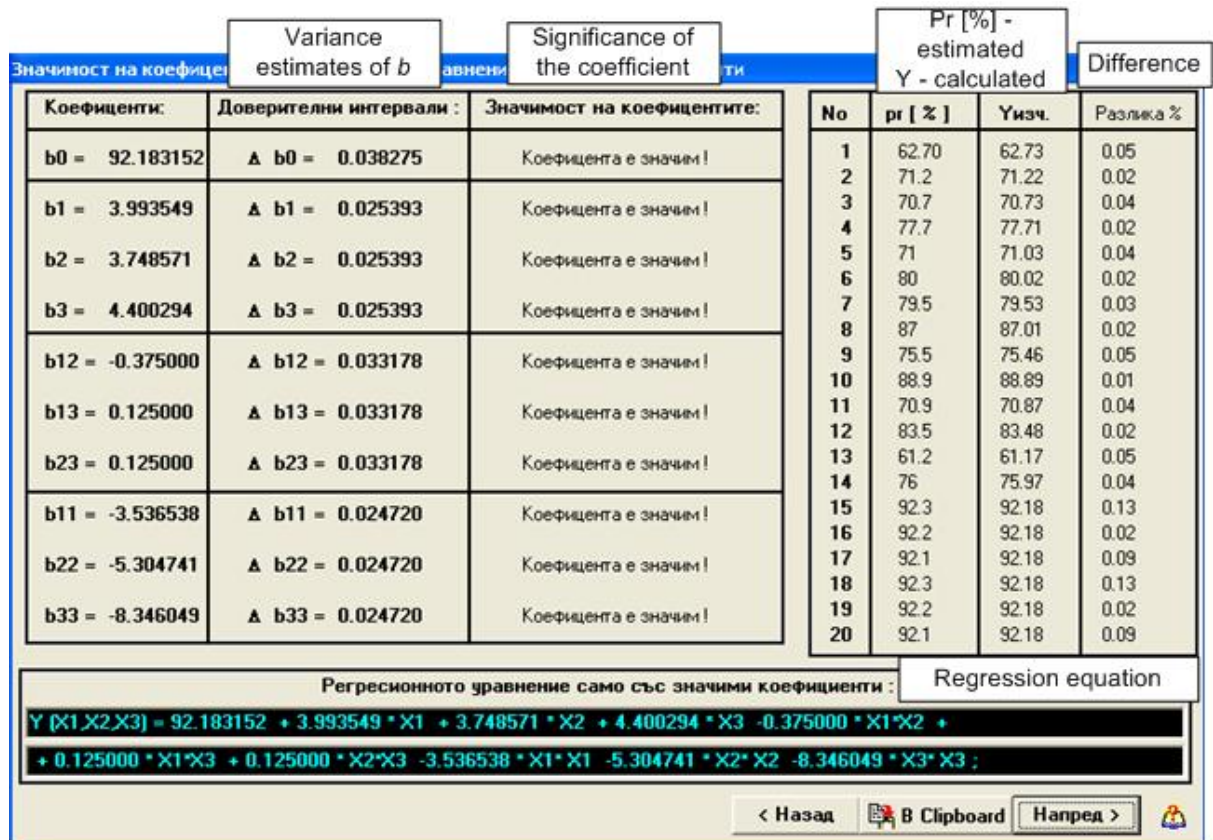 Variance
estimates of b
Significance of
the coefficient
Pr [%] -
estimated
Y - calculated
Difference
Значимост на коефицен авнени ти
Коефиценти: Доверителни интервали : Значимост на коефицентите:
b0 = 92.183152 Δ b0 = 0.038275 Коефицента е значим !
b1 = 3.993549 Δ b1 = 0.025393 Коефицента е значим !
b2 = 3.748571 Δ b2 = 0.025393 Коефицента е значим !
b3 = 4.400294 Δ b3 = 0.025393 Коефицента е значим !
b12 = -0.375000 Δ b12 = 0.033178 Коефицента е значим !
b13 = 0.125000 Δ b13 = 0.033178 Коефицента е значим !
b23 = 0.125000 Δ b23 = 0.033178 Коефицента е значим !
b11 = -3.536538 Δ b11 = 0.024720 Коефицента е значим !
b22 = -5.304741 Δ b22 = 0.024720 Коефицента е значим !
b33 = -8.346049 Δ b33 = 0.024720 Коефицента е значим !
No pr [ % ] Yизч. Разлика %
1 62.70 62.73 0.05
2 71.2 71.22 0.02
3 70.7 70.73 0.04
4 77.7 77.71 0.02
5 71 71.03 0.04
6 80 80.02 0.02
7 79.5 79.53 0.03
8 87 87.01 0.02
9 75.5 75.46 0.05
10 88.9 88.89 0.01
11 70.9 70.87 0.04
12 83.5 83.48 0.02
13 61.2 61.17 0.05
14 76 75.97 0.04
15 92.3 92.18 0.13
16 92.2 92.18 0.02
17 92.1 92.18 0.09
18 92.3 92.18 0.13
19 92.2 92.18 0.02
20 92.1 92.18 0.09
Регресионното уравнение само със значими коефициенти :
Regression equation
Y (X1,X2,X3) = 92.183152 + 3.993549 * X1 + 3.748571 * X2 + 4.400294 * X3 -0.375000 * X1*X2 +
+ 0.125000 * X1*X3 + 0.125000 * X2*X3 -3.536538 * X1* X1 -5.304741 * X2* X2 -8.346049 * X3* X3 ;
< Назад В Clipboard Напред >